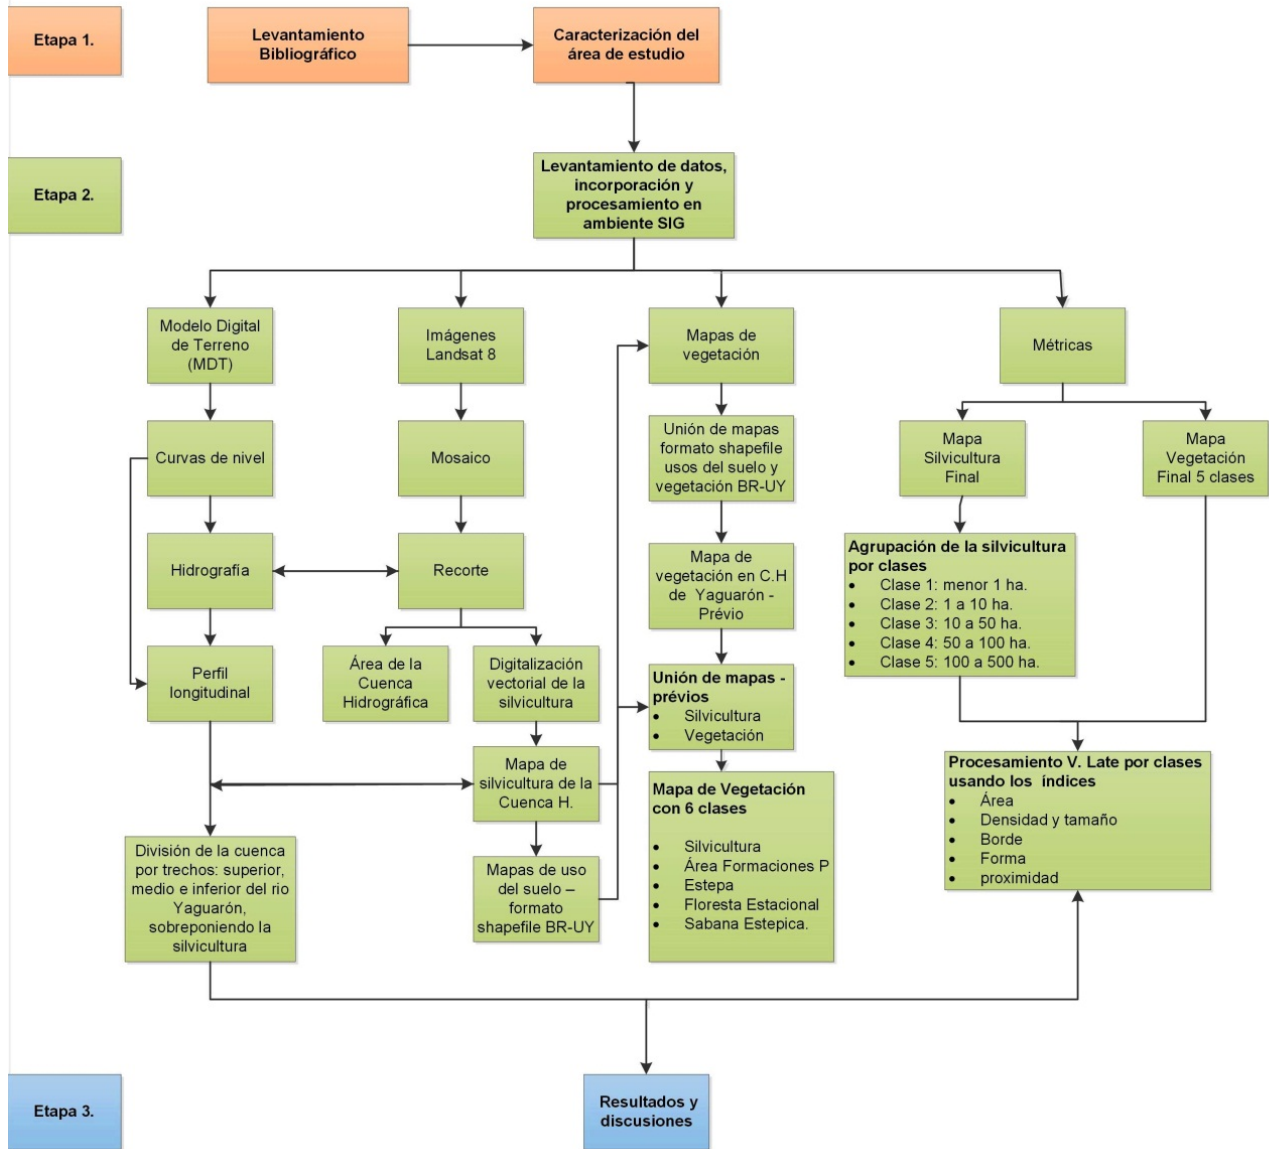 Etapa 1.
Levantamiento
Bibliográfico
Caracterización del
área de estudio
Etapa 2.
Levantamiento de datos,
incorporación y
procesamiento en
ambiente SIG
Modelo Digital
de Terreno
(MDT)
Imágenes
Landsat 8
Mapas de
vegetación
Métricas
Curvas de nivel
Mosaico
Unión de mapas
formato shapefile
usos del suelo y
vegetación BR-UY
Mapa
Silvicultura
Final
Mapa
Vegetación
Final 5 clases
Hidrografía
Recorte
Mapa de
vegetación en C.H
de Yaguarón -
Prévio
Agrupación de la silvicultura
por clases
• Clase 1: menor 1 ha.
• Clase 2: 1 a 10 ha.
• Clase 3: 10 a 50 ha.
• Clase 4: 50 a 100 ha.
• Clase 5: 100 a 500 ha.
Perfil
longitudinal
Área de la
Cuenca
Hidrográfica
Digitalización
vectorial de la
silvicultura
Unión de mapas -
prévios
• Silvicultura
• Vegetación
Mapa de
silvicultura de la
Cuenca H.
Procesamiento V. Late por clases
usando los índices
• Área
• Densidad y tamaño
• Borde
• Forma
• proximidad
Mapa de Vegetación
con 6 clases
• Silvicultura
• Área Formaciones P
• Estepa
• Floresta Estacional
• Sabana Estepica.
División de la cuenca
por trechos: superior,
medio e inferior del rio
Yaguarón,
sobreponiendo la
silvicultura
Mapas de uso
del suelo –
formato
shapefile BR-UY
Etapa 3.
Resultados y
discusiones